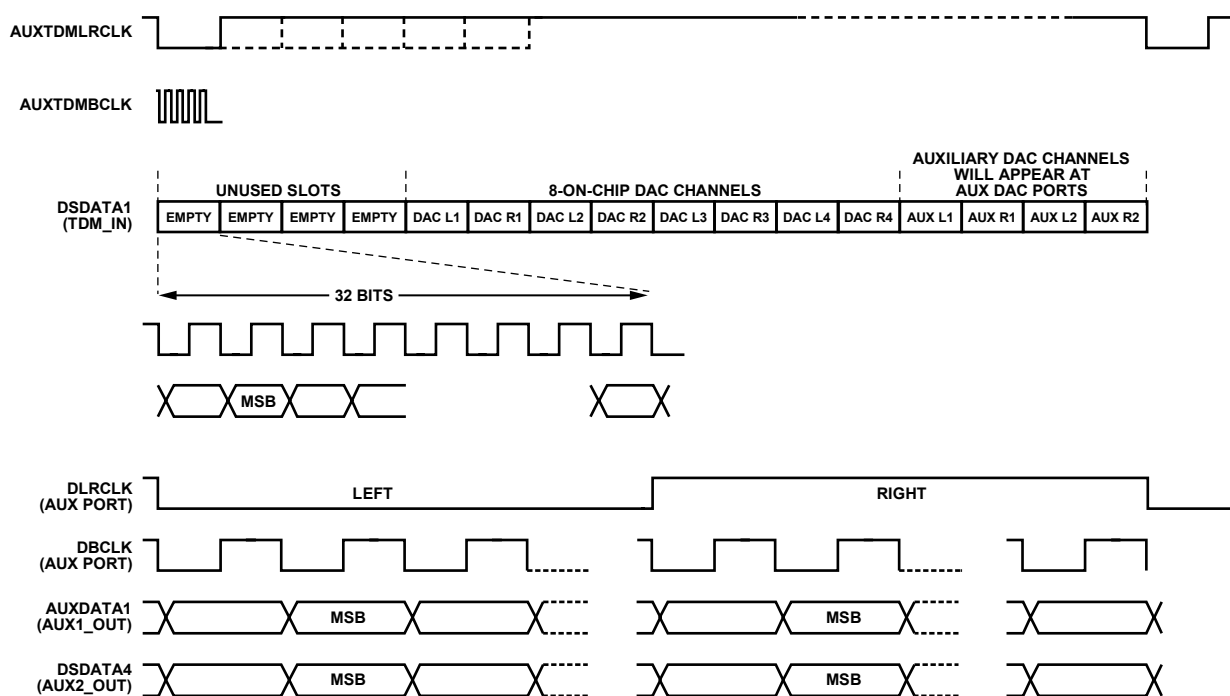 AUXTDMLRCLK
AUXTDMBCLK
AUXILIARY DAC CHANNELS
WILL APPEAR AT
AUX DAC PORTS
UNUSED SLOTS
8-ON-CHIP DAC CHANNELS
DSDATA1
(TDM_IN)
EMPTY EMPTY EMPTY EMPTY DAC L1 DAC R1 DAC L2 DAC R2 DAC L3 DAC R3 DAC L4 DAC R4 AUX L1 AUX R1 AUX L2 AUX R2
32 BITS
MSB
DLRCLK
(AUX PORT)
LEFT
RIGHT
DBCLK
(AUX PORT)
AUXDATA1
(AUX1_OUT)
MSB
MSB
DSDATA4
(AUX2_OUT)
MSB
MSB